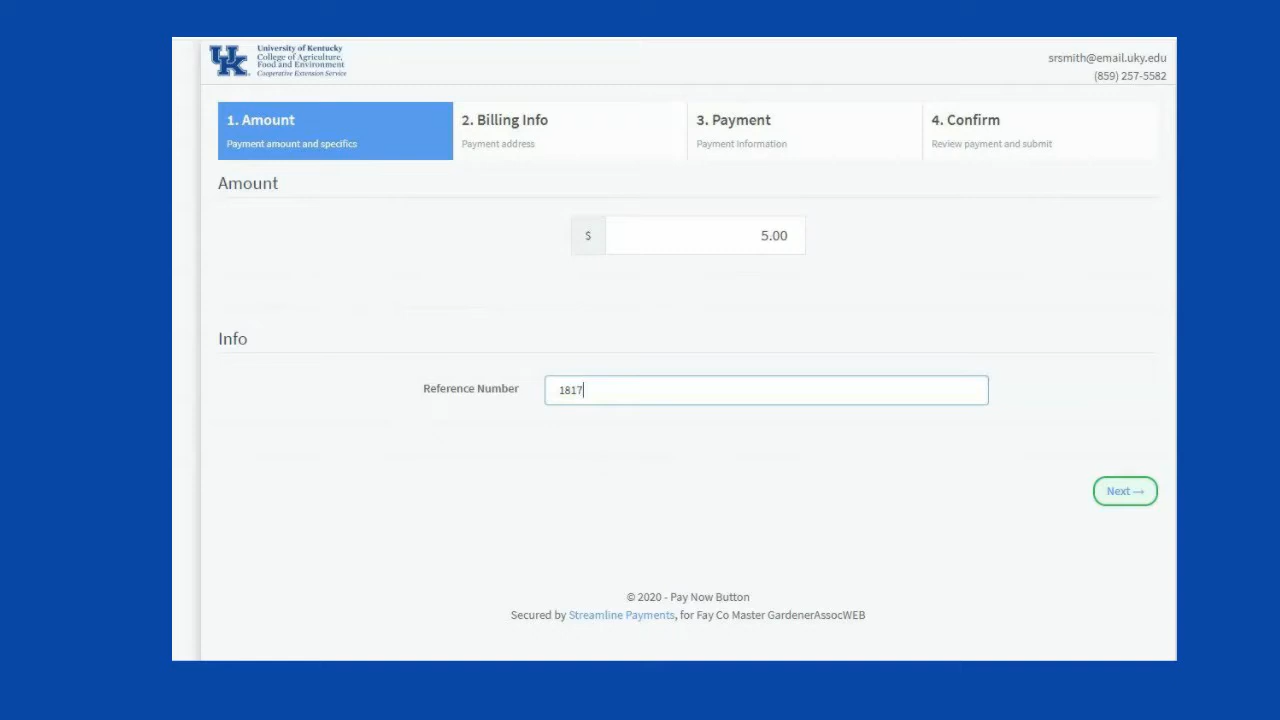 UK
University of Kentucky
College of Agriculture,
Food and Environment
Cooperative Extension Service
srsmith@email.uky.edu
(859) 257-5582
1. Amount
Payment amount and specifics
2. Billing Info
Payment address
3. Payment
Payment Information
4. Confirm
Review payment and submit
Amount
$ 5.00
Info
Reference Number 1817
Next →
© 2020 - Pay Now Button
Secured by Streamline Payments, for Fay Co Master GardenerAssocWEB